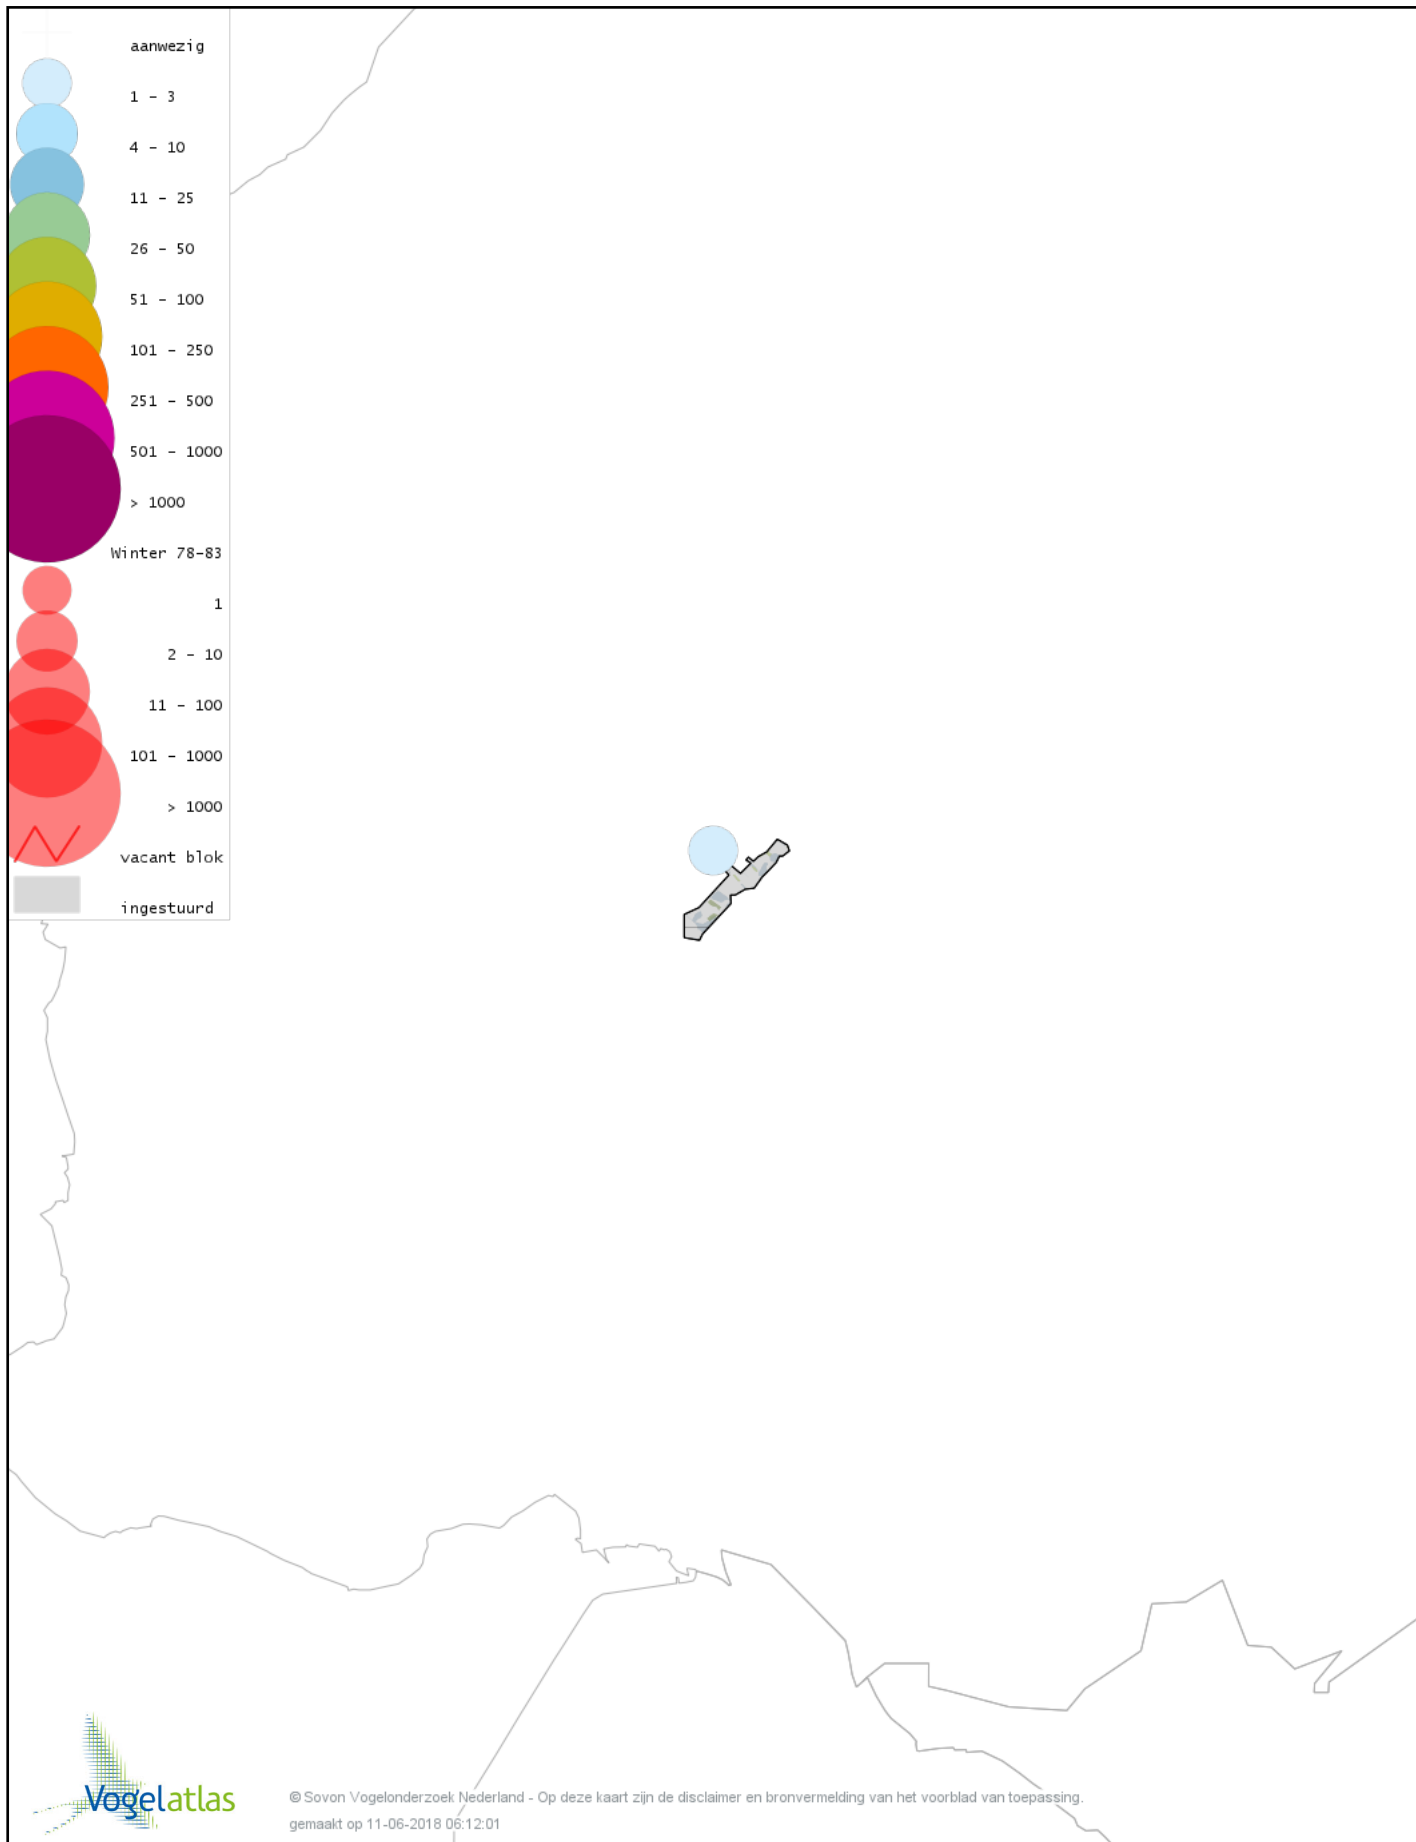 aanwezig
1 - 3
4 - 10
11 - 25
26 - 50
51 - 100
101 - 250
251 - 500
501 - 1000
> 1000
Winter 78-83
1
2 - 10
11 - 100
101 - 1000
> 1000
vacant blok
ingestuurd
Vogelatlas
© Sovon Vogelonderzoek Nederland - Op deze kaart zijn de disclaimer en bronvermelding van het voorblad van toepassing.
gemaakt op 11-06-2018 06:12:01